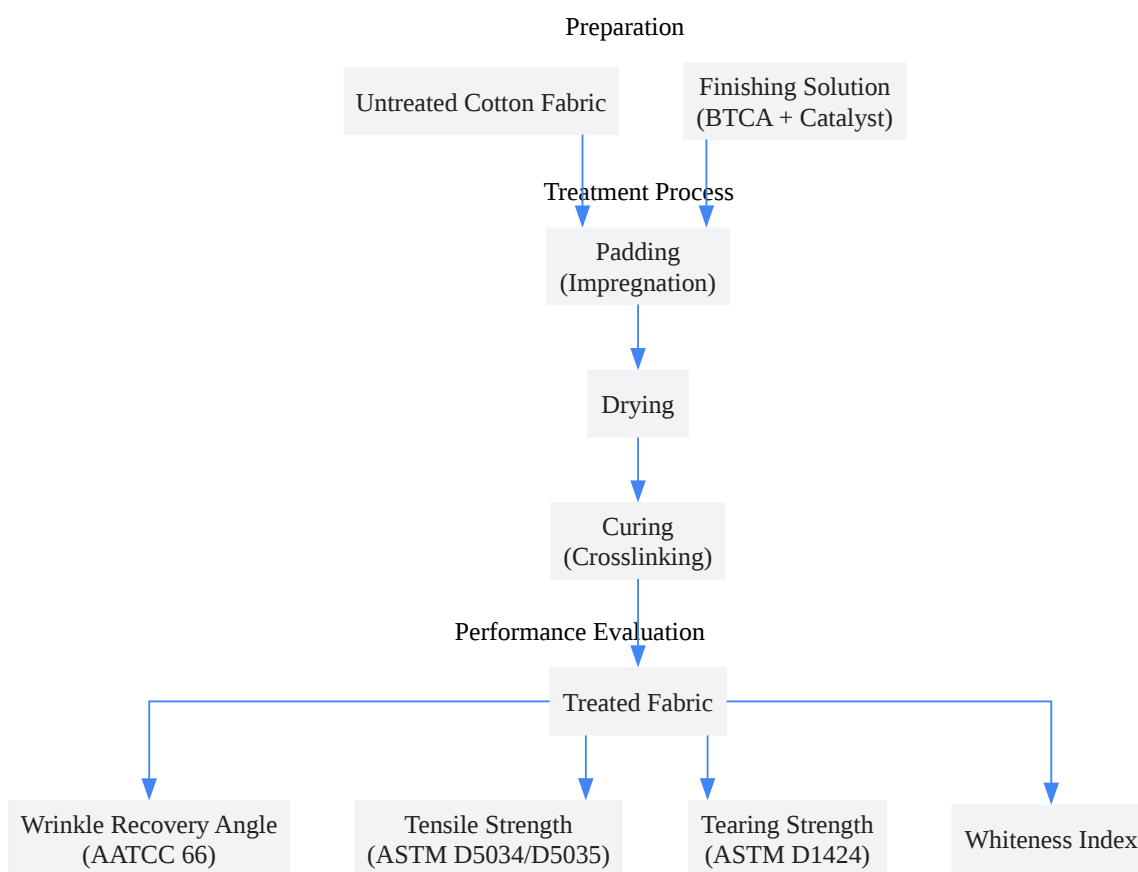 Preparation
Untreated Cotton Fabric
Finishing Solution
(BTCA + Catalyst)
Treatment Process
Padding
(Impregnation)
Drying
Curing
(Crosslinking)
Performance Evaluation
Treated Fabric
Wrinkle Recovery Angle
(AATCC 66)
Tensile Strength
(ASTM D5034/D5035)
Tearing Strength
(ASTM D1424)
Whiteness Index